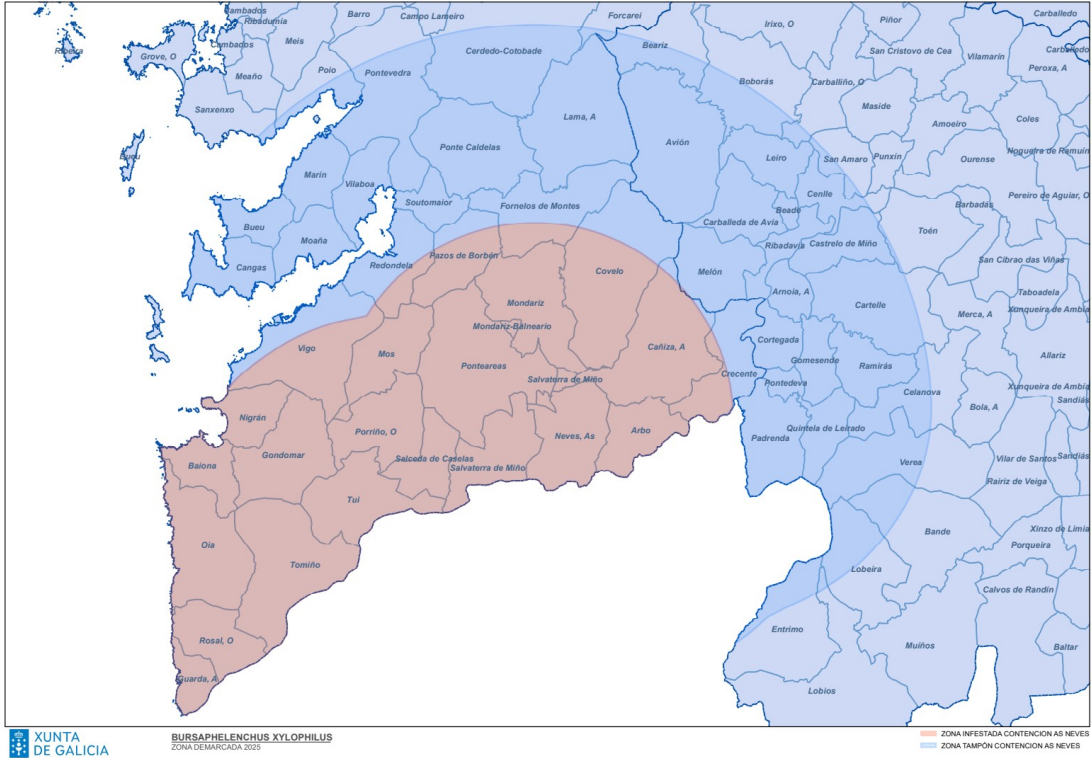 Cambados
Ribadumia
Barro
Campo Lameiro
Forcarei
Irixo, O
Piñor
Carballedo
Ribeira
Grove, O
Cambados
Meis
Cerdedo-Cotobade
Beariz
San Cristovo de Cea
Vilamarín
Carballedo
Peroxa, A
Meaño
Poio
Pontevedra
Boborás
Carballiño, O
Sanxenxo
Lama, A
Maside
Amoeiro
Coles
Bueu
Ponte Caldelas
Avión
Leiro
San Amaro
Punxín
Ourense
Nogueira de Ramuín
Marín
Vilaboa
Cenlle
Pereiro de Aguiar, O
Soutomaior
Fornelos de Montes
Beade
Barbadás
Bueu
Moaña
Carballeda de Avia
Toén
Ribadavia
Castrelo de Miño
Cangas
Redondela
Pazos de Borbén
Covelo
Melón
San Cibrao das Viñas
Arnoia, A
Taboadela
Mondariz
Cartelle
Merca, A
Xunqueira de Ambía
Mondariz-Balneario
Vigo
Mos
Cañiza, A
Cortegada
Allariz
Ponteareas
Gomesende
Ramirás
Salvaterra de Miño
Crecente
Pontedeva
Celanova
Xunqueira de Ambía
Sandiás
Nigrán
Bola, A
Porriño, O
Neves, As
Arbo
Padrenda
Quintela de Leirado
Gondomar
Baiona
Salceda de Caselas
Salvaterra de Miño
Verea
Vilar de Santos
Sandiás
Rairiz de Veiga
Tui
Bande
Xinzo de Limia
Oia
Porqueira
Tomiño
Lobeira
Calvos de Randín
Entrimo
Rosal, O
Muíños
Baltar
Guarda, A
Lobios
XUNTA
DE GALICIA
BURSAPHELENCHUS XYLOPHILUS
ZONA DEMARCADA 2025
ZONA INFESTADA CONTENCION AS NEVES
ZONA TAMPÓN CONTENCION AS NEVES